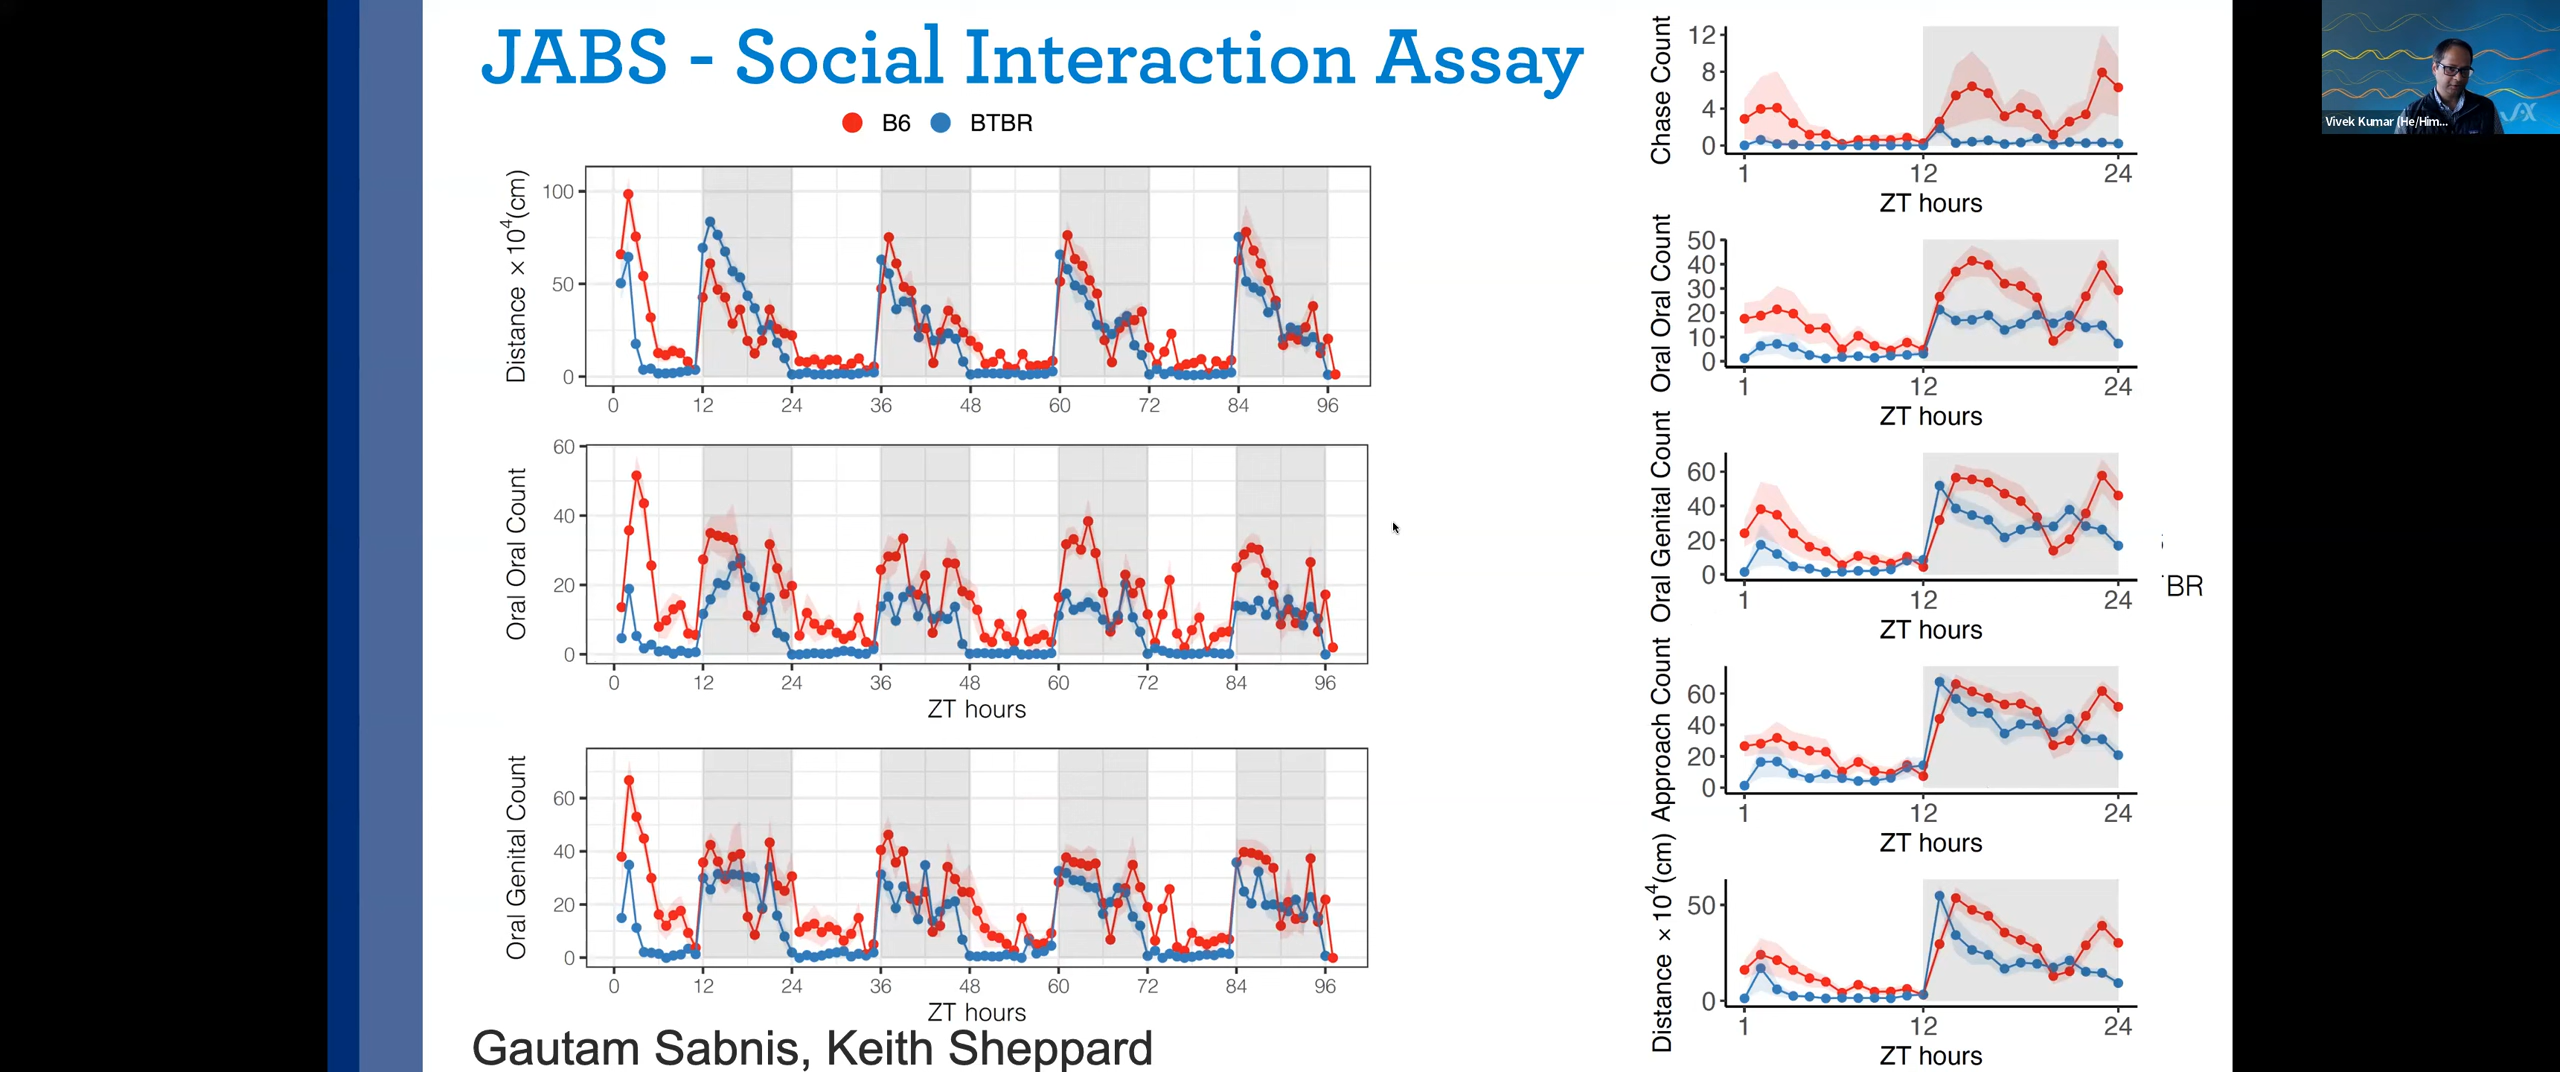 JABS - Social Interaction Assay
B6 BTBR
Distance × 10⁴(cm)
100
50
0
0 12 24 36 48 60 72 84 96
Oral Oral Count
60
40
20
0
0 12 24 36 48 60 72 84 96
ZT hours
Oral Genital Count
60
40
20
0
0 12 24 36 48 60 72 84 96
ZT hours
Gautam Sabnis, Keith Sheppard
Chase Count
12
8
4
0
1 12 24
ZT hours
Oral Oral Count
50
40
30
20
10
0
1 12 24
ZT hours
Oral Genital Count
60
40
20
0
1 12 24
ZT hours
BR
Approach Count
60
40
20
0
1 12 24
ZT hours
Distance × 10⁴(cm)
50
0
1 12 24
ZT hours
Vivek Kumar (He/Him...
JAX